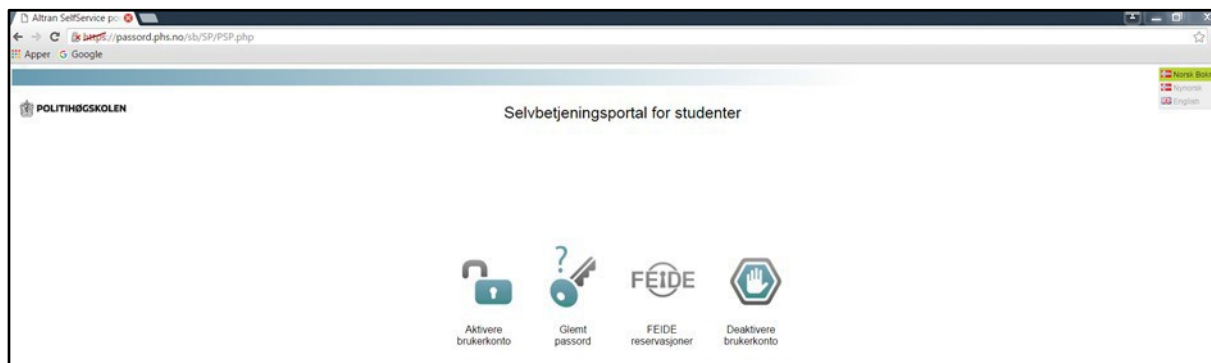 Altran SelfService po
https://passord.phs.no/sb/SP/PSP.php
Apper G Google
Norsk Bok
Nynorsk
English
POLITIHØGSKOLEN
Selvbetjeningsportal for studenter
?
FEIDE
Aktivere brukerkonto
Glemt passord
FEIDE reservasjoner
Deaktivere brukerkonto